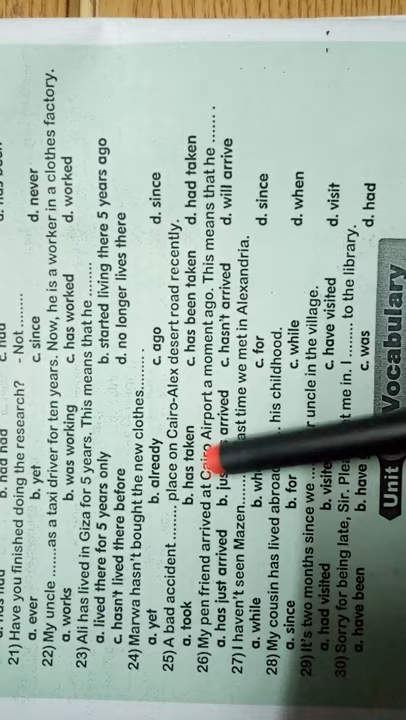 21) Have you finished doing the research? - Not.........
a. ever b. yet c. since d. never
22) My uncle ........as a taxi driver for ten years. Now, he is a worker in a clothes factory.
a. works b. was working c. has worked d. worked
23) Ali has lived in Giza for 5 years. This means that he .........
a. lived there for 5 years only b. started living there 5 years ago
c. hasn't lived there before d. no longer lives there
24) Marwa hasn't bought the new clothes..........
a. yet b. already c. ago d. since
25) A bad accident ......... place on Cairo-Alex desert road recently.
a. took b. has taken c. has been taken d. had taken
26) My pen friend arrived at Cairo Airport a moment ago. This means that he .......
a. has just arrived arrived c. hasn't arrived d. will arrive
27) I haven't seen Mazen......... time we met in Alexandria.
a. while c. for d. since
28) My cousin has lived his childhood.
a. since b. for c. while d. when
29) It's two months since we uncle in the village.
a. had visited c. have visited d. visit
30) Sorry for being late, Sir. me in. I ......... to the library.
a. have been b. have c. was d. had
Unit Vocabulary